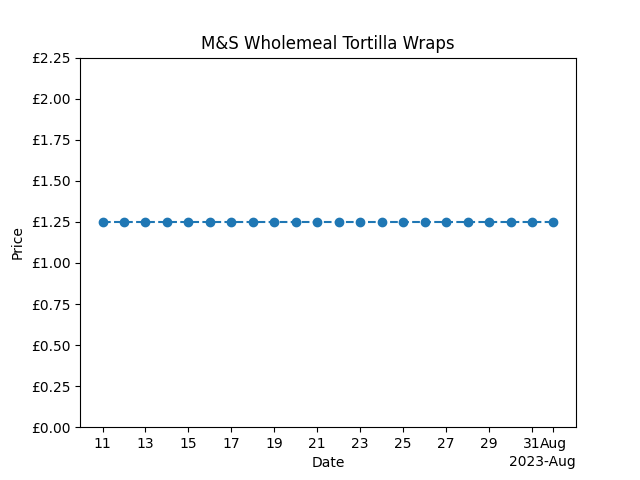 M&S Wholemeal Tortilla Wraps
£2.25
£2.00
£1.75
£1.50
£1.25
£1.00
£0.75
£0.50
£0.25
£0.00
Price
11 13 15 17 19 21 23 25 27 29 31 Aug
2023-Aug
Date